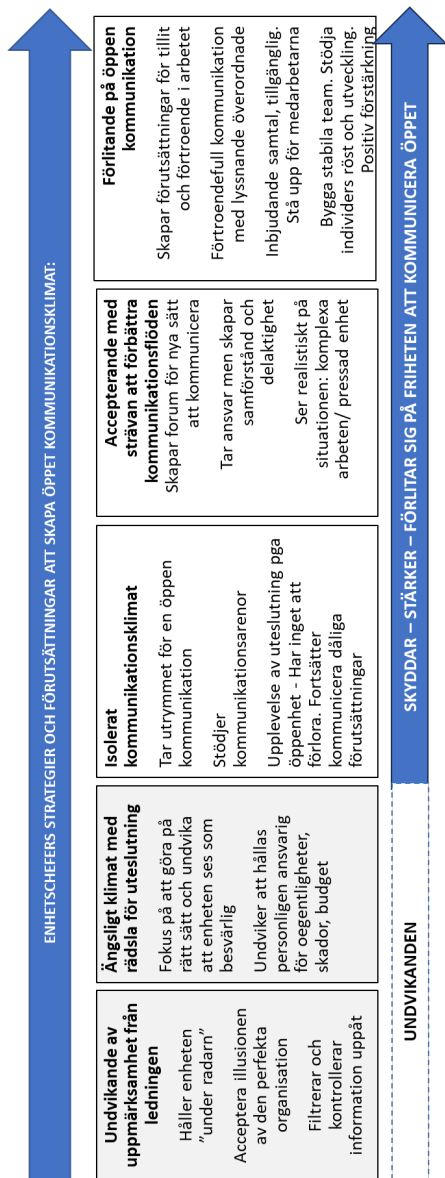 ENHETSCHEFERS STRATEGIER OCH FÖRUTSÄTTNINGAR ATT SKAPA ÖPPET KOMMUNIKATIONSKLIMAT:
Undvikande av
uppmärksamhet från
ledningen
Håller enheten
”under radarn”
Acceptera illusionen
av den perfekta
organisation
Filtrerar och
kontrollerar
information uppåt
Ängsligt klimat med
rädsla för uteslutning
Fokus på att göra på
rätt sätt och undvika
att enheten ses som
besvärlig
Undviker att hållas
personligen ansvarig
för oegentligheter,
skador, budget
Isolerat
kommunikationsklimat
Tar utrymmet för en öppen
kommunikation
Stödjer
kommunikationsarenor
Upplevelse av uteslutning pga
öppenhet - Har inget att
förlora. Fortsätter
kommunicera dåliga
förutsättningar
Accepterande med
strävan att förbättra
kommunikationsflöden
Skapar forum för nya sätt
att kommunicera
Tar ansvar men skapar
samförstånd och
delaktighet
Ser realistiskt på
situationen: komplexa
arbeten/ pressad enhet
Förlitande på öppen
kommunikation
Skapar förutsättningar för tillit
och förtroende i arbetet
Förtroendefull kommunikation
med lyssnande överordnade
Inbjudande samtal, tillgänglig.
Stå upp för medarbetarna
Bygga stabila team. Stödja
individers röst och utveckling.
Positiv förstärkning
UNDVIKANDEN
SKYDDAR – STÄRKER – FÖRLITAR SIG PÅ FRIHETEN ATT KOMMUNICERA ÖPPET